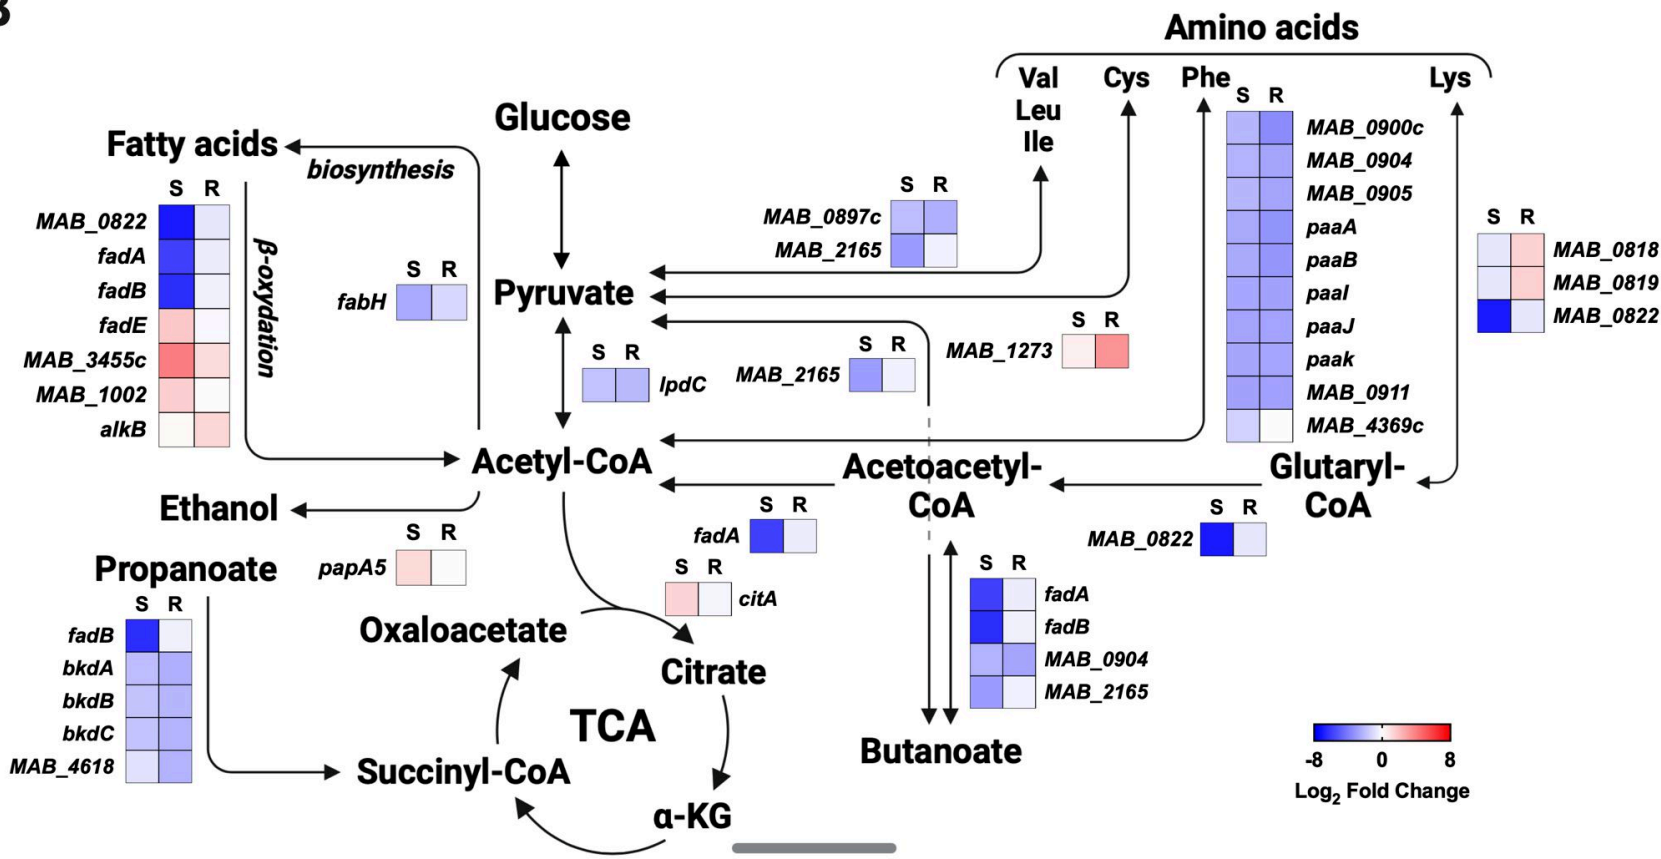 B
Amino acids
Val
Leu
Ile
Cys
Phe
Lys
Glucose
Fatty acids
biosynthesis
β-oxydation
S R
MAB_0822
fadA
fadB
fadE
MAB_3455c
MAB_1002
alkB
S R
fabH
Pyruvate
S R
MAB_0897c
MAB_2165
S R
MAB_0900c
MAB_0904
MAB_0905
paaA
paaB
paaI
paaJ
paak
MAB_0911
MAB_4369c
S R
MAB_0818
MAB_0819
MAB_0822
S R
lpdC
S R
MAB_2165
S R
MAB_1273
Acetyl-CoA
Acetoacetyl-
CoA
Glutaryl-
CoA
Ethanol
S R
papA5
S R
fadA
S R
MAB_0822
Propanoate
S R
fadB
bkdA
bkdB
bkdC
MAB_4618
S R
citA
Oxaloacetate
Citrate
TCA
Succinyl-CoA
α-KG
S R
fadA
fadB
MAB_0904
MAB_2165
Butanoate
-8 0 8
Log2 Fold Change